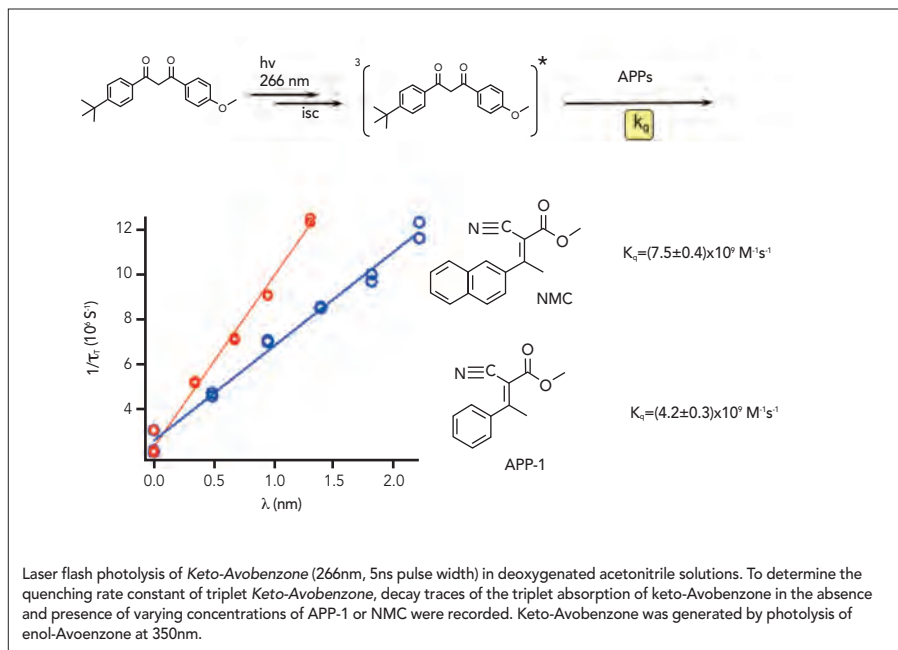 O O
O
hv
266 nm
isc
3
O O
O
*
APPs
kq
12
10
8
6
4
1/τT (10⁶ S⁻¹)
0.0 0.5 1.0 1.5 2.0
λ (nm)
N O
O
NMC
Kq=(7.5±0.4)x10⁹ M⁻¹s⁻¹
N O
O
APP-1
Kq=(4.2±0.3)x10⁹ M⁻¹s⁻¹
Laser flash photolysis of Keto-Avobenzone (266nm, 5ns pulse width) in deoxygenated acetonitrile solutions. To determine the
quenching rate constant of triplet Keto-Avobenzone, decay traces of the triplet absorption of keto-Avobenzone in the absence
and presence of varying concentrations of APP-1 or NMC were recorded. Keto-Avobenzone was generated by photolysis of
enol-Avoenzone at 350nm.